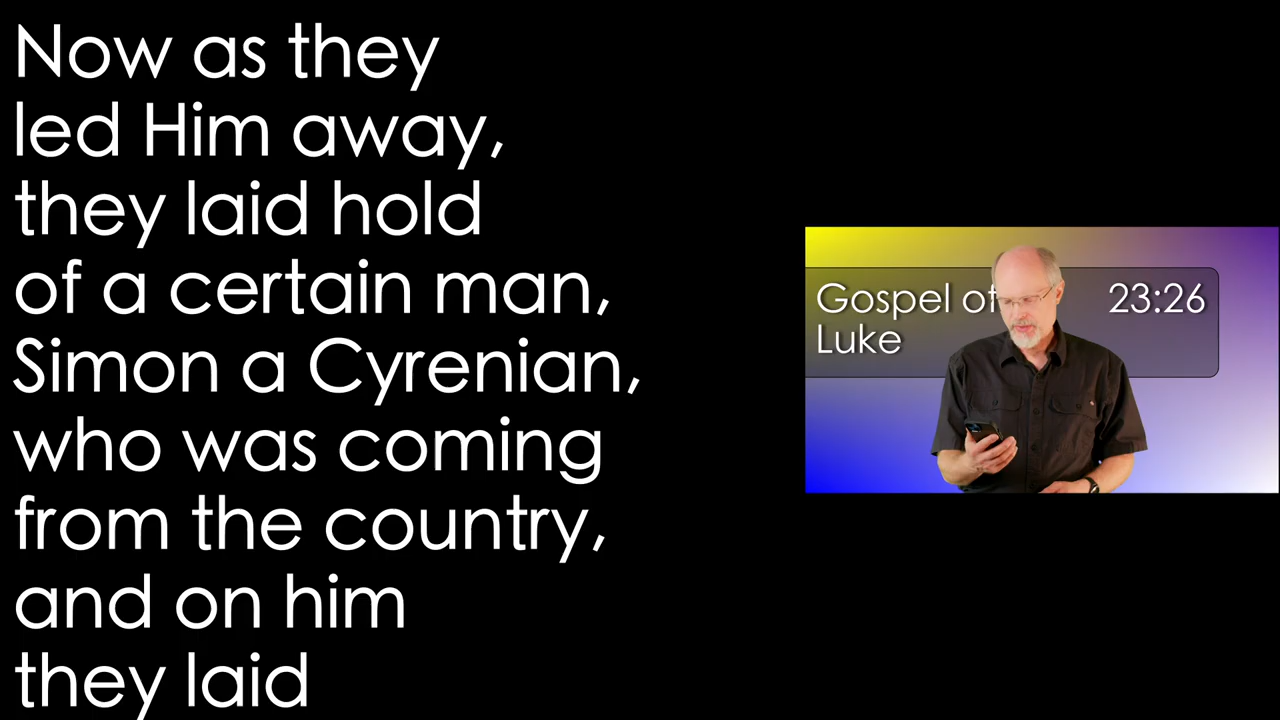 Now as they
led Him away,
they laid hold
of a certain man,
Simon a Cyrenian,
who was coming
from the country,
and on him
they laid
Gospel of 23:26
Luke